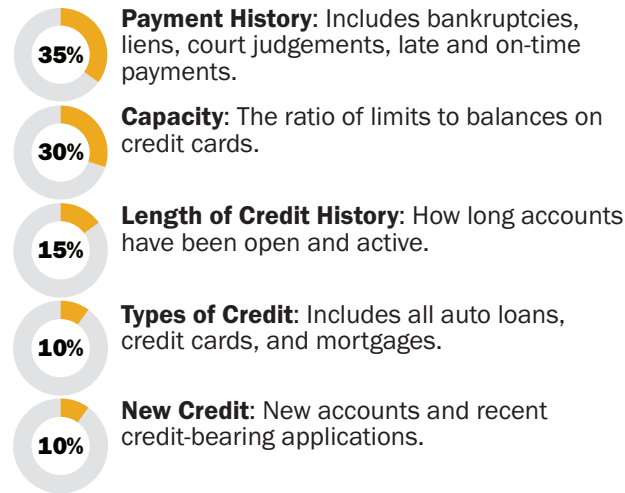 35%
Payment History: Includes bankruptcies,
liens, court judgements, late and on-time
payments.
30%
Capacity: The ratio of limits to balances on
credit cards.
15%
Length of Credit History: How long accounts
have been open and active.
10%
Types of Credit: Includes all auto loans,
credit cards, and mortgages.
10%
New Credit: New accounts and recent
credit-bearing applications.